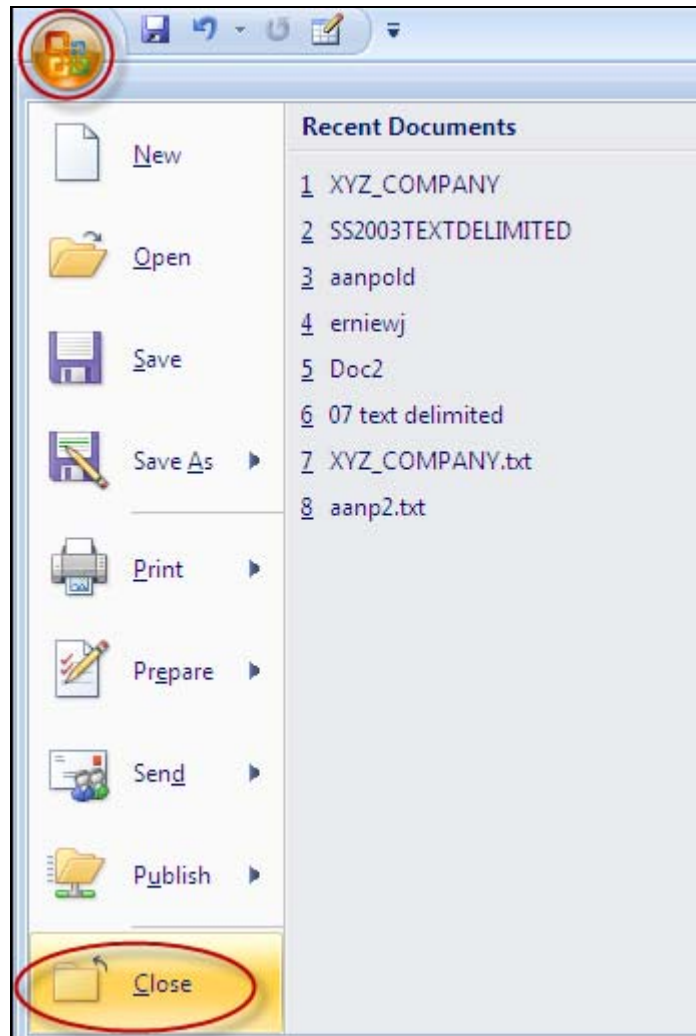 New
Open
Save
Save As
Print
Prepare
Send
Publish
Close
Recent Documents
1 XYZ_COMPANY
2 SS2003TEXTDELIMITED
3 aanpold
4 erniewj
5 Doc2
6 07 text delimited
7 XYZ_COMPANY.txt
8 aanp2.txt